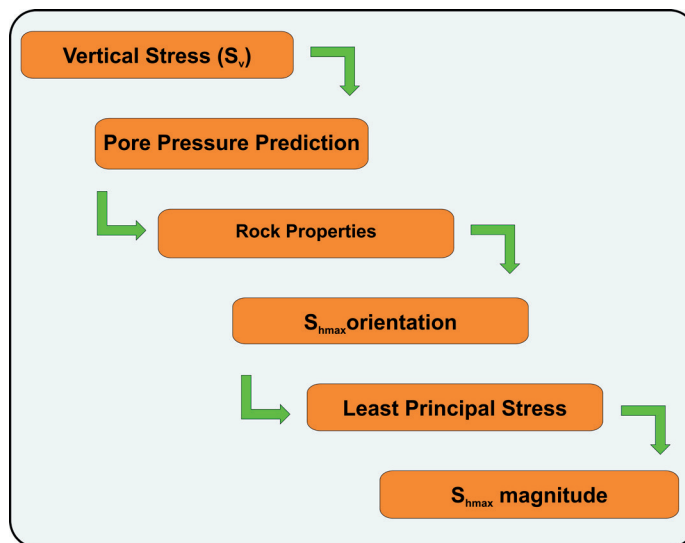 Vertical Stress (Sv)
Pore Pressure Prediction
Rock Properties
Shmax orientation
Least Principal Stress
Shmax magnitude